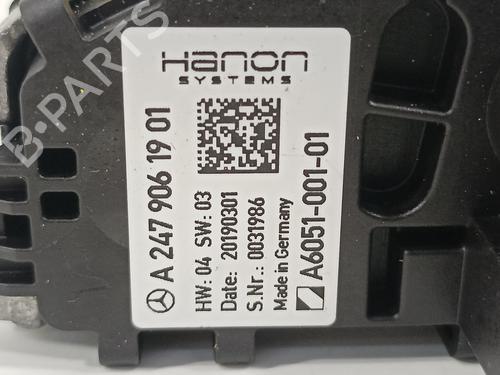 Hanon
SYSTEMS
A 247 906 19 01
HW: 04 SW: 03
Date: 20190301
S.Nr.: 0031986
Made in Germany
A6051-001-01
B-PARTS